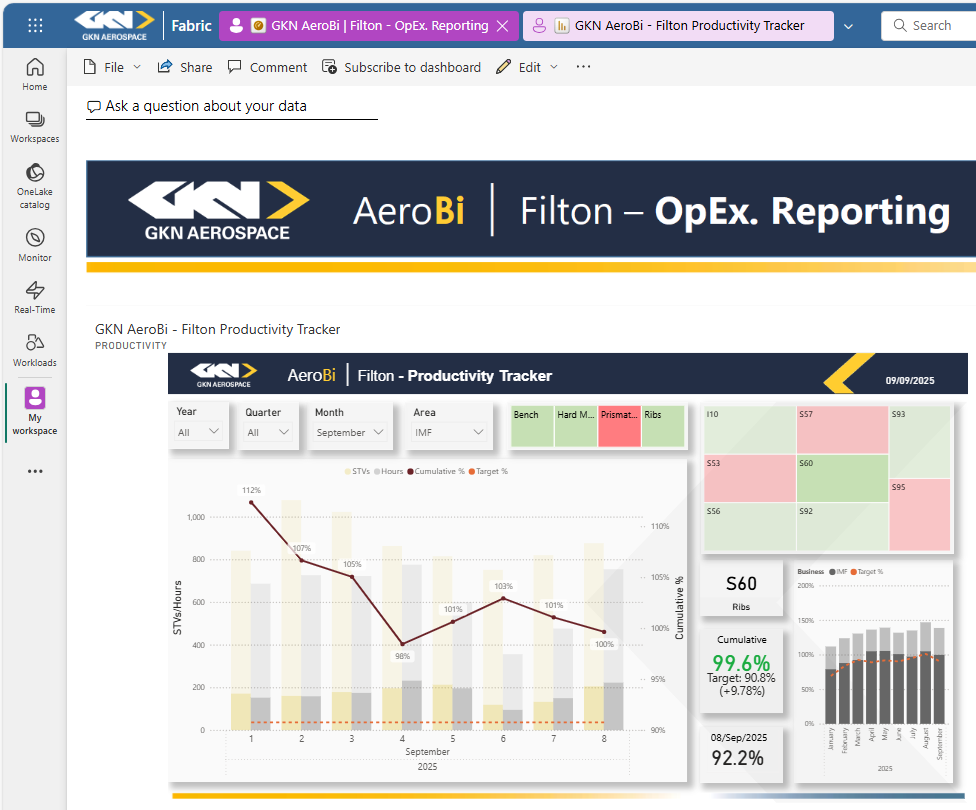 GKN AEROSPACE
Fabric
GKN AeroBi | Filton - OpEx. Reporting
GKN AeroBi - Filton Productivity Tracker
Search
File
Share
Comment
Subscribe to dashboard
Edit
...
Home
Workspaces
OneLake
catalog
Monitor
Real-Time
Workloads
My
workspace
...
Ask a question about your data
GKN AEROSPACE
AeroBi | Filton – OpEx. Reporting
GKN AeroBi - Filton Productivity Tracker
PRODUCTIVITY
GKN AEROSPACE
AeroBi | Filton - Productivity Tracker
09/09/2025
Year
All
Quarter
All
Month
September
Area
IMF
Bench
Hard M...
Prismat...
Ribs
I10
S57
S93
S53
S60
S95
S56
S92
STVs Hours Cumulative % Target %
112%
107%
105%
98%
101%
103%
101%
100%
STVs/Hours
1,000
800
600
400
200
0
Cumulative %
110%
105%
100%
95%
90%
1 2 3 4 5 6 7 8
September
2025
S60
Ribs
Cumulative
99.6%
Target: 90.8%
(+9.78%)
08/Sep/2025
92.2%
Business IMF Target %
200%
150%
100%
50%
0%
January
February
March
April
May
June
July
August
September
2025